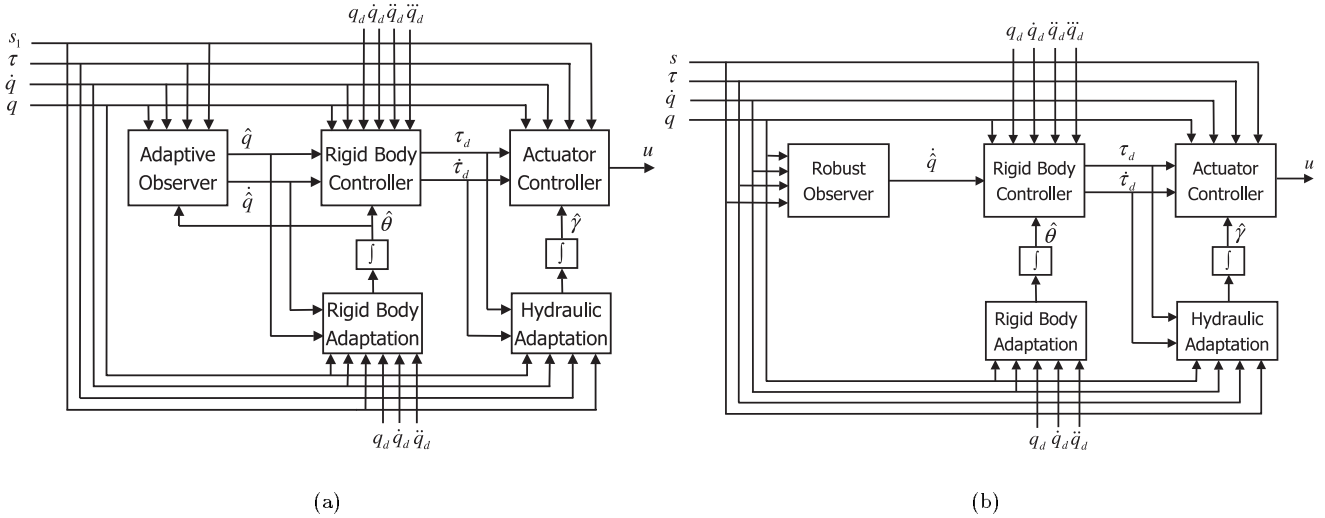 q_d q̇_d q̈_d q⃛_d
s₁
τ
q̇
q
Adaptive
Observer
q̂
q̇̂
Rigid Body
Controller
τ_d
τ̇_d
Actuator
Controller
u
θ̂
γ̂
∫
∫
Rigid Body
Adaptation
Hydraulic
Adaptation
q_d q̇_d q̈_d
(a)
q_d q̇_d q̈_d q⃛_d
s
τ
q̇
q
Robust
Observer
q̇̂
Rigid Body
Controller
τ_d
τ̇_d
Actuator
Controller
u
θ̂
γ̂
∫
∫
Rigid Body
Adaptation
Hydraulic
Adaptation
q_d q̇_d q̈_d
(b)